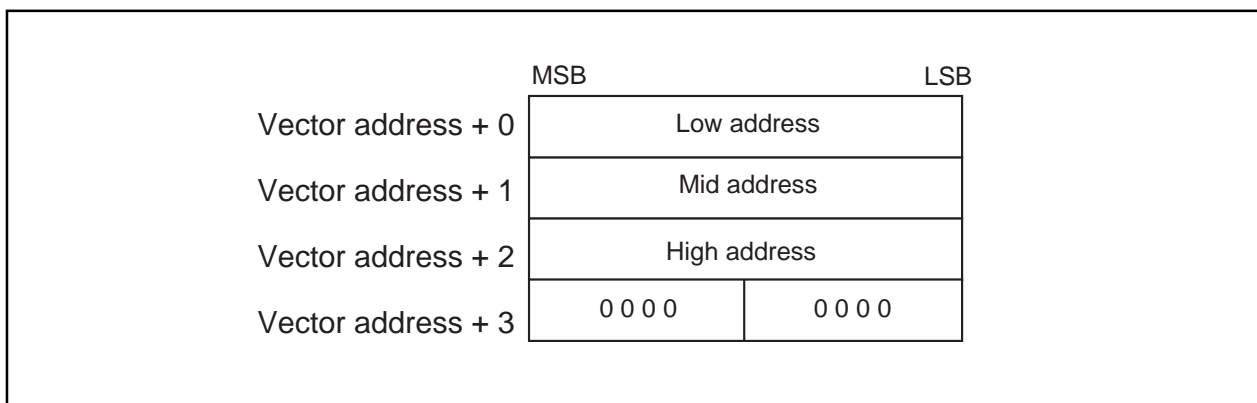 MSB LSB
Vector address + 0 Low address
Vector address + 1 Mid address
Vector address + 2 High address
Vector address + 3 0 0 0 0 0 0 0 0